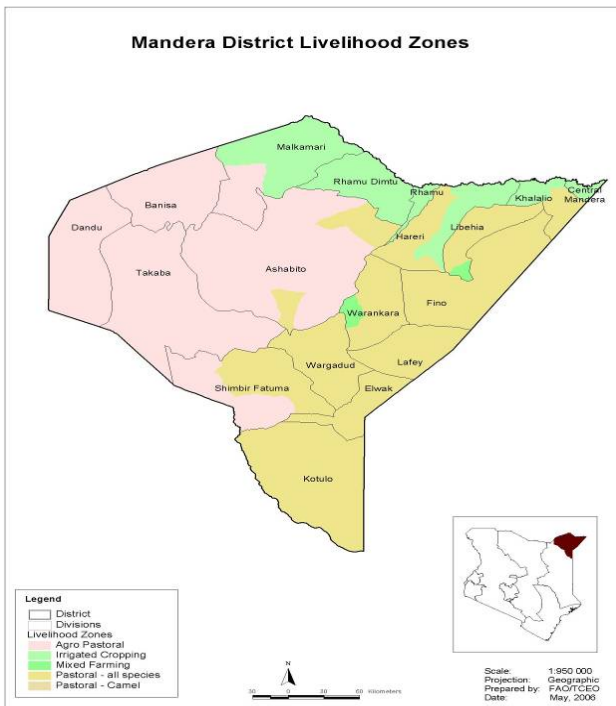 Mandera District Livelihood Zones
Malkamari
Rhamu Dimtu
Rhamu
Khalalio
Central
Mandera
Banisa
Dandu
Hareri
Libehia
Takaba
Ashabito
Fino
Warankara
Wargadud
Lafey
Shimbir Fatuma
Elwak
Kotulo
Legend
District
Divisions
Livelihood Zones
Agro Pastoral
Irrigated Cropping
Mixed Farming
Pastoral - all species
Pastoral - Camel
N
30 0 30 60 Kilometers
Scale: 1:950 000
Projection: Geographic
Prepared by: FAO/TCEO
Date: May, 2006